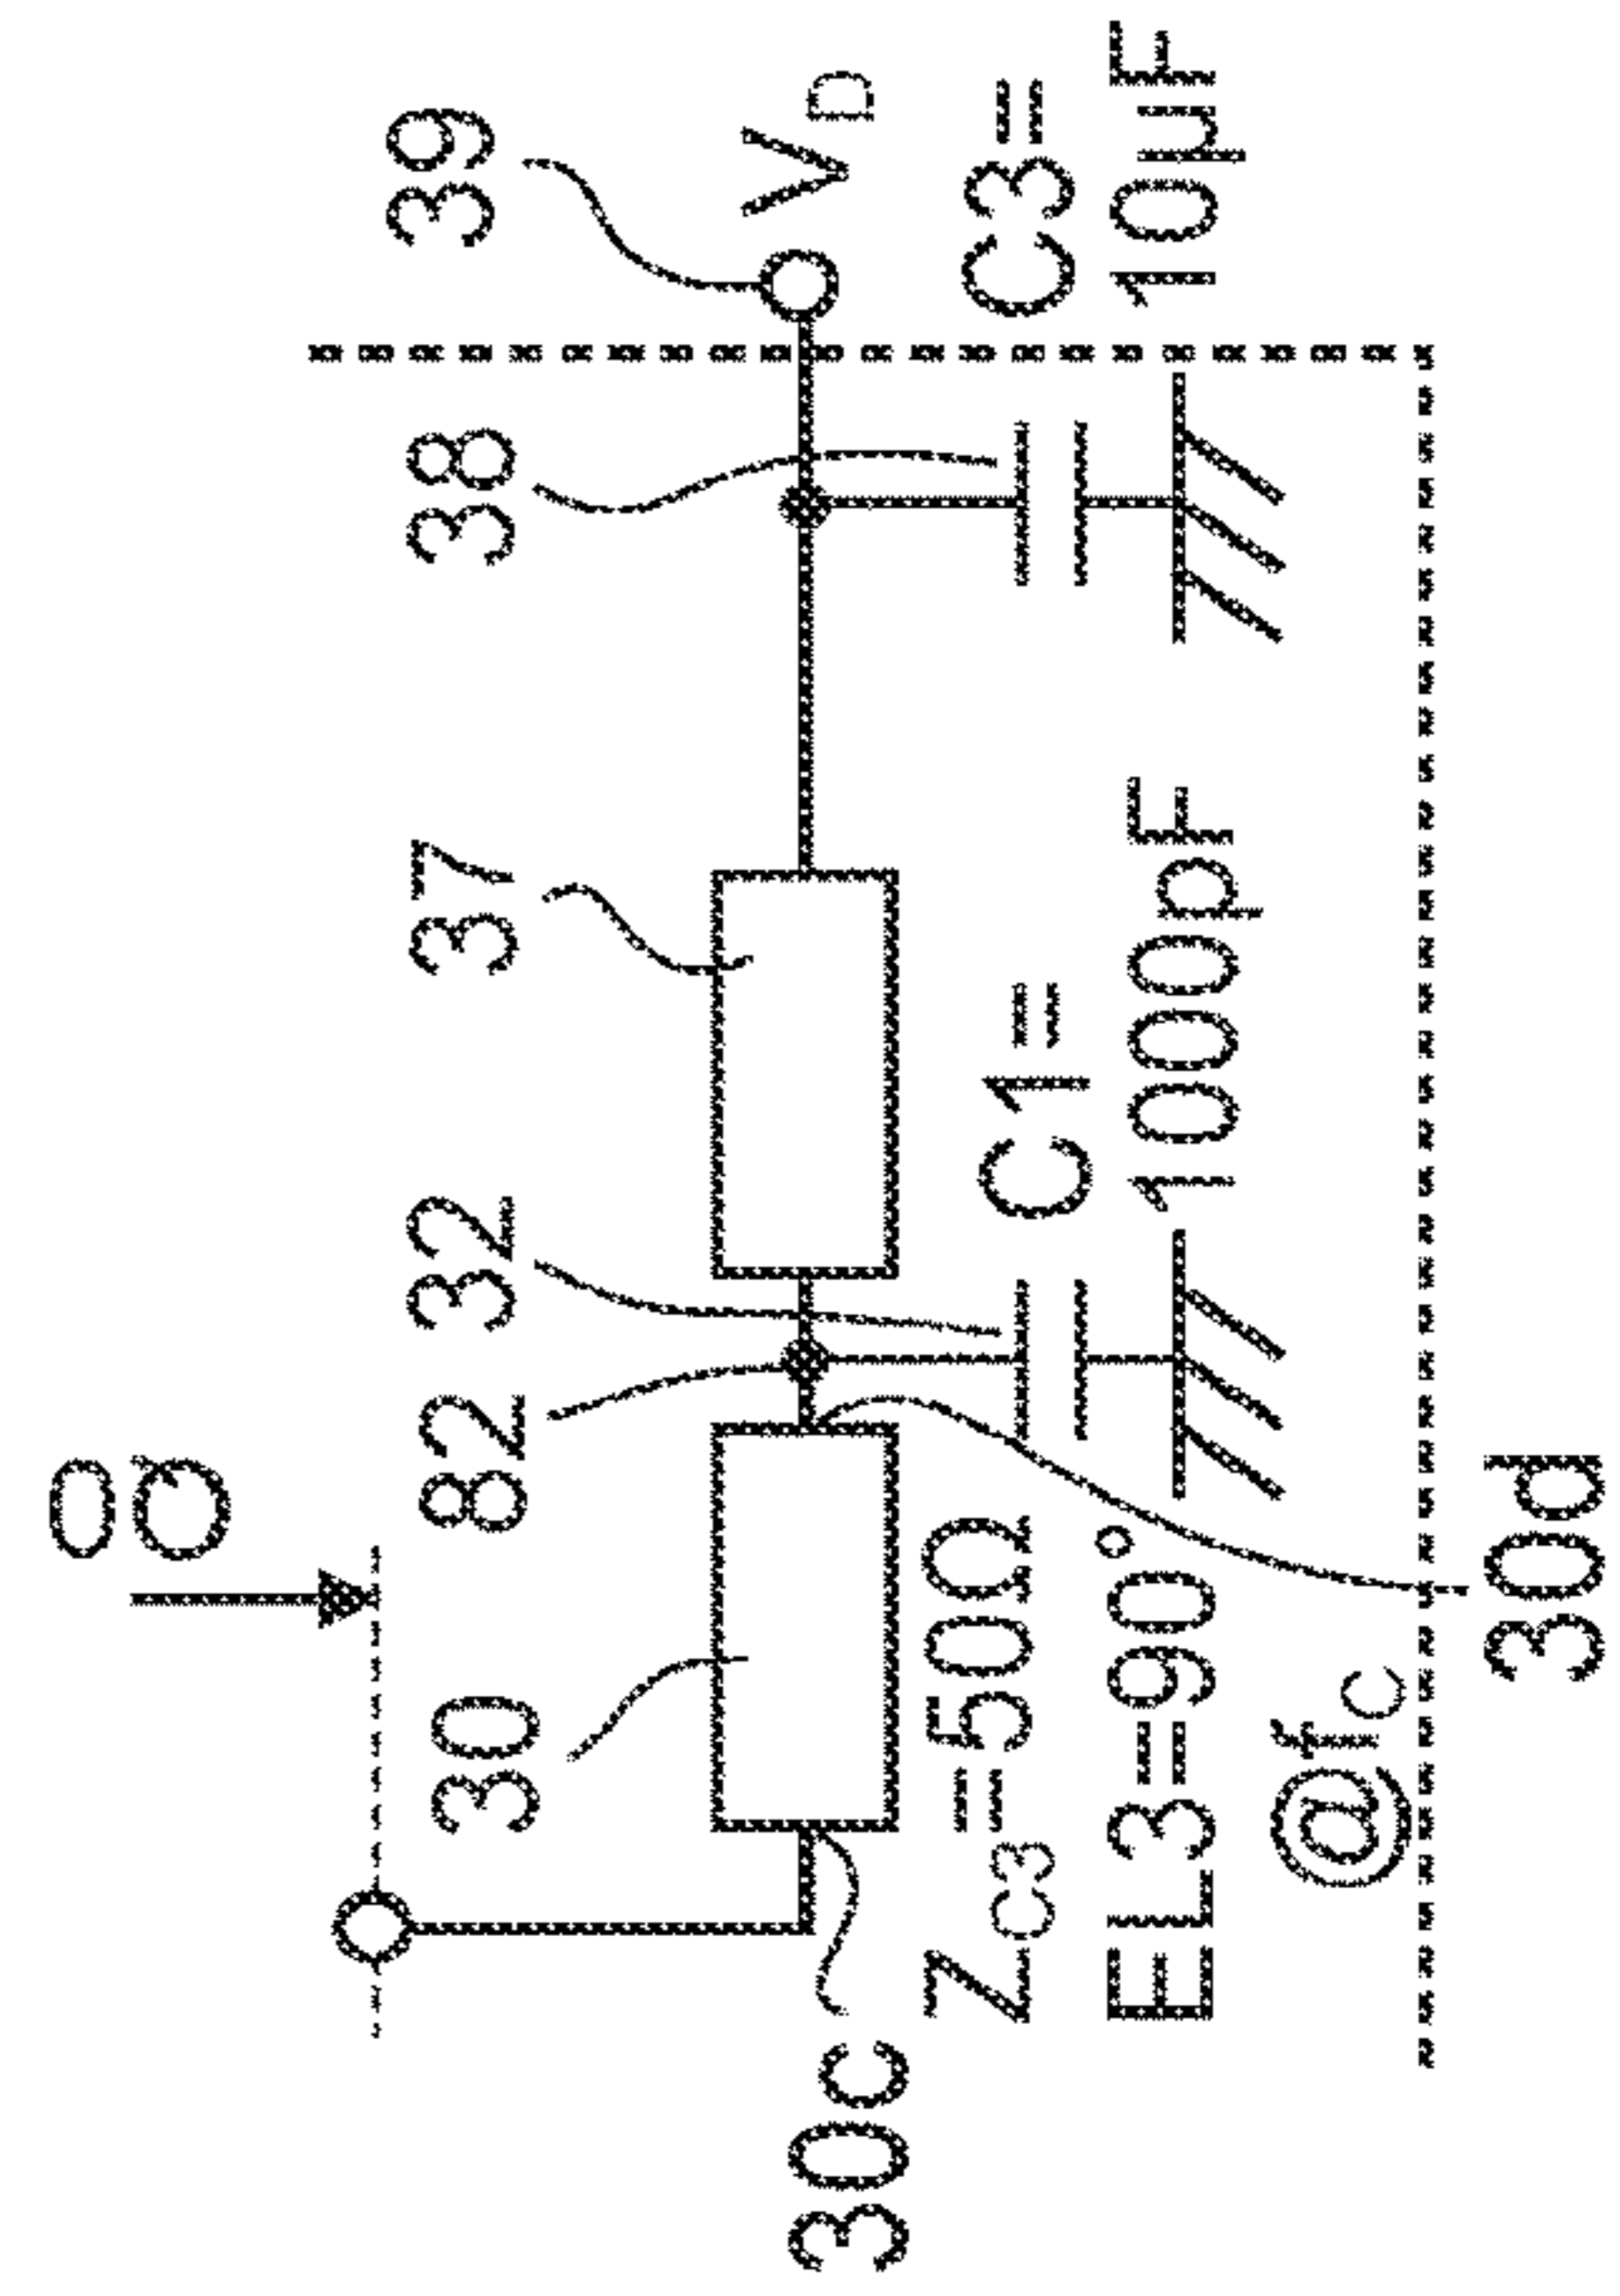 39
38
37
32
82
30
V_D
30c
Z_C3=50Ω
C1=
C3=
EL3=90°
1000pF
10μF
@f_C
30d